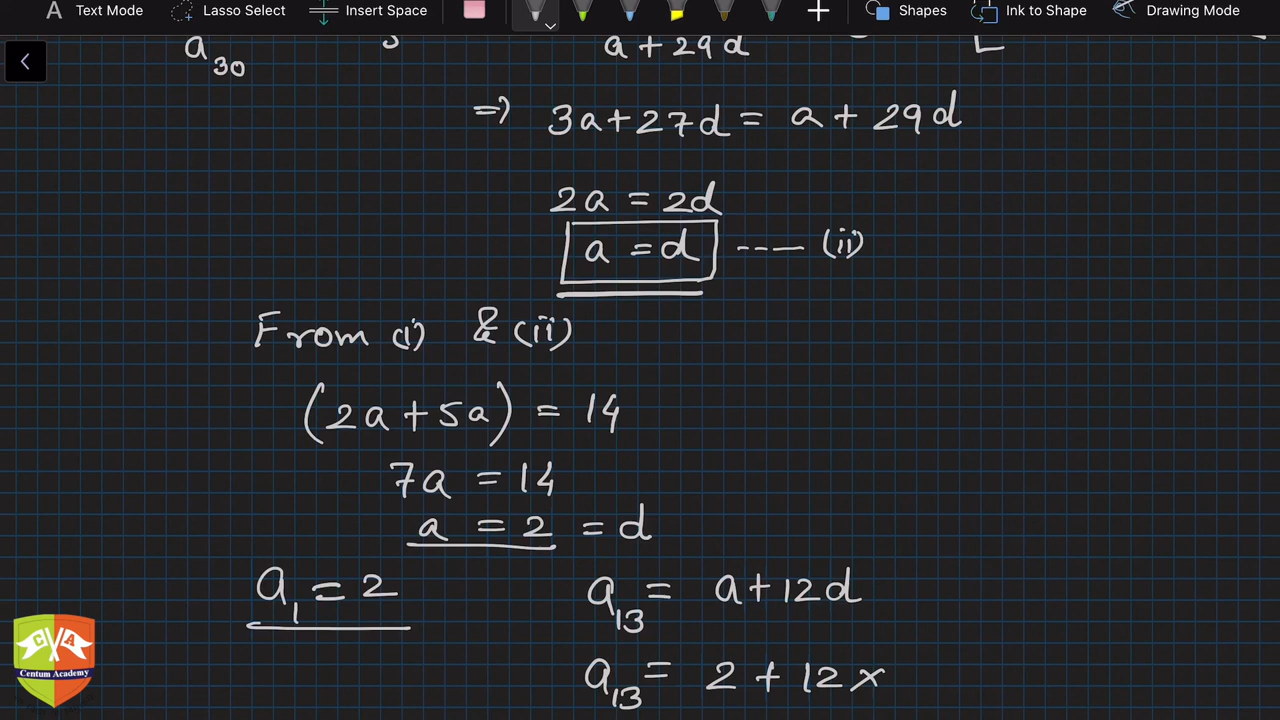 Text Mode Lasso Select Insert Space Shapes Ink to Shape Drawing Mode
a30 a + 29d
=> 3a + 27d = a + 29d
2a = 2d
a = d ---- (ii)
From (i) & (ii)
(2a + 5a) = 14
7a = 14
a = 2 = d
a1 = 2 a13 = a + 12d
a13 = 2 + 12 ×
C A
Centum Academy